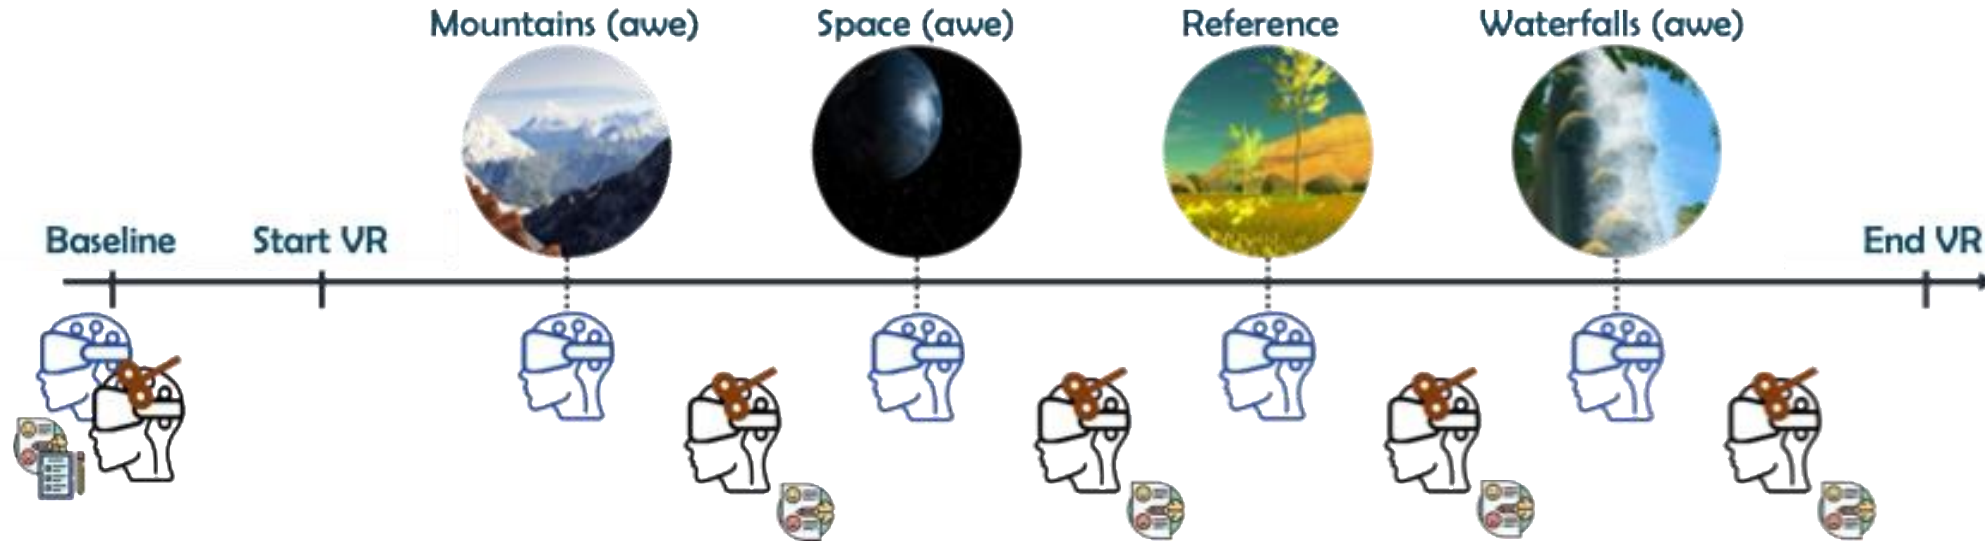 Mountains (awe)
Space (awe)
Reference
Waterfalls (awe)
Baseline
Start VR
End VR